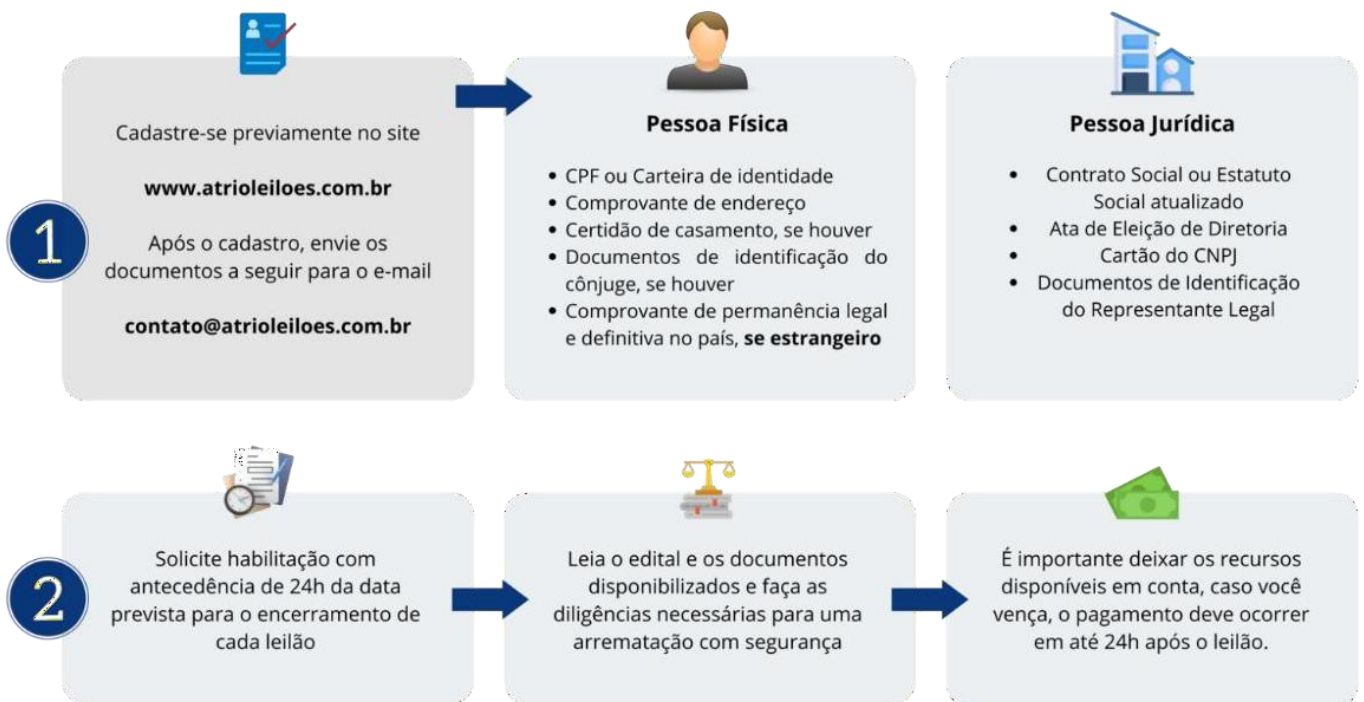 1
Cadastre-se previamente no site
www.atrioleiloes.com.br
Após o cadastro, envie os
documentos a seguir para o e-mail
contato@atrioleiloes.com.br
Pessoa Física
• CPF ou Carteira de identidade
• Comprovante de endereço
• Certidão de casamento, se houver
• Documentos de identificação do
cônjuge, se houver
• Comprovante de permanência legal
e definitiva no país, se estrangeiro
Pessoa Jurídica
• Contrato Social ou Estatuto
Social atualizado
• Ata de Eleição de Diretoria
• Cartão do CNPJ
• Documentos de Identificação
do Representante Legal
2
Solicite habilitação com
antecedência de 24h da data
prevista para o encerramento de
cada leilão
Leia o edital e os documentos
disponibilizados e faça as
diligências necessárias para uma
arrematação com segurança
É importante deixar os recursos
disponíveis em conta, caso você
vença, o pagamento deve ocorrer
em até 24h após o leilão.